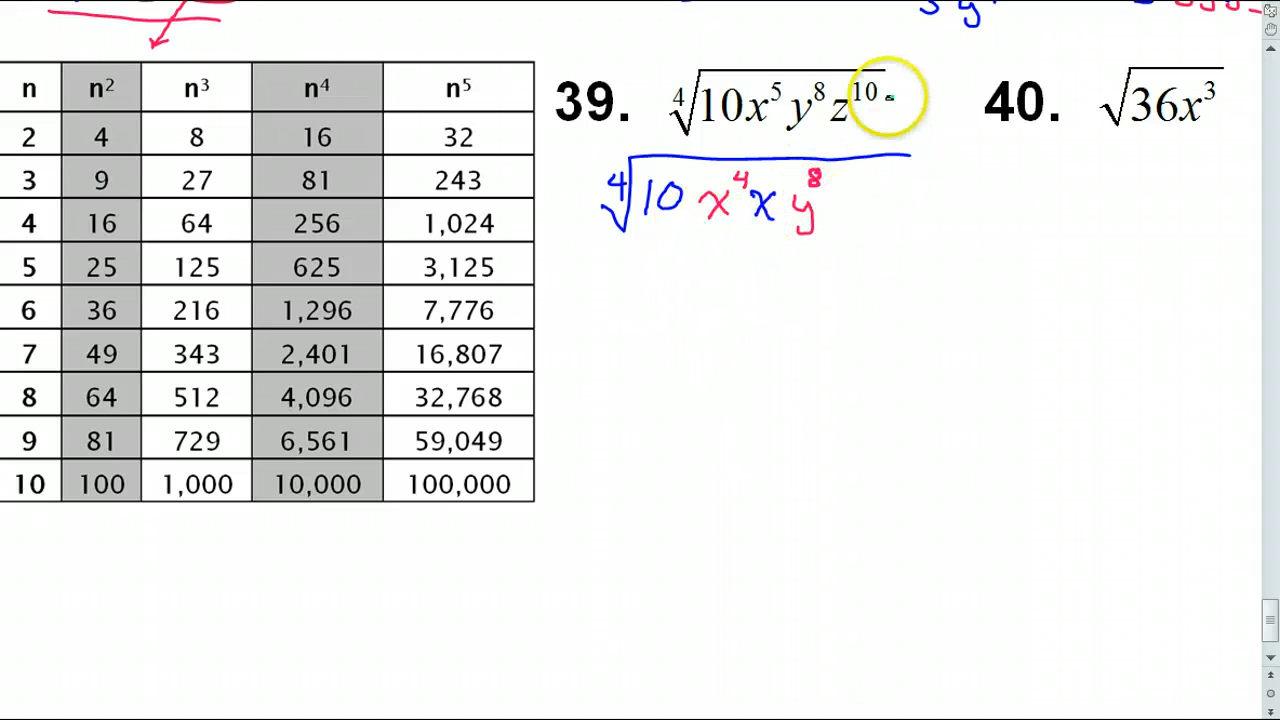 n n² n³ n⁴ n⁵
2 4 8 16 32
3 9 27 81 243
4 16 64 256 1,024
5 25 125 625 3,125
6 36 216 1,296 7,776
7 49 343 2,401 16,807
8 64 512 4,096 32,768
9 81 729 6,561 59,049
10 100 1,000 10,000 100,000
39. ∜(10x⁵y⁸z¹⁰)
∜(10 x⁴ x y⁸
40. √(36x³)